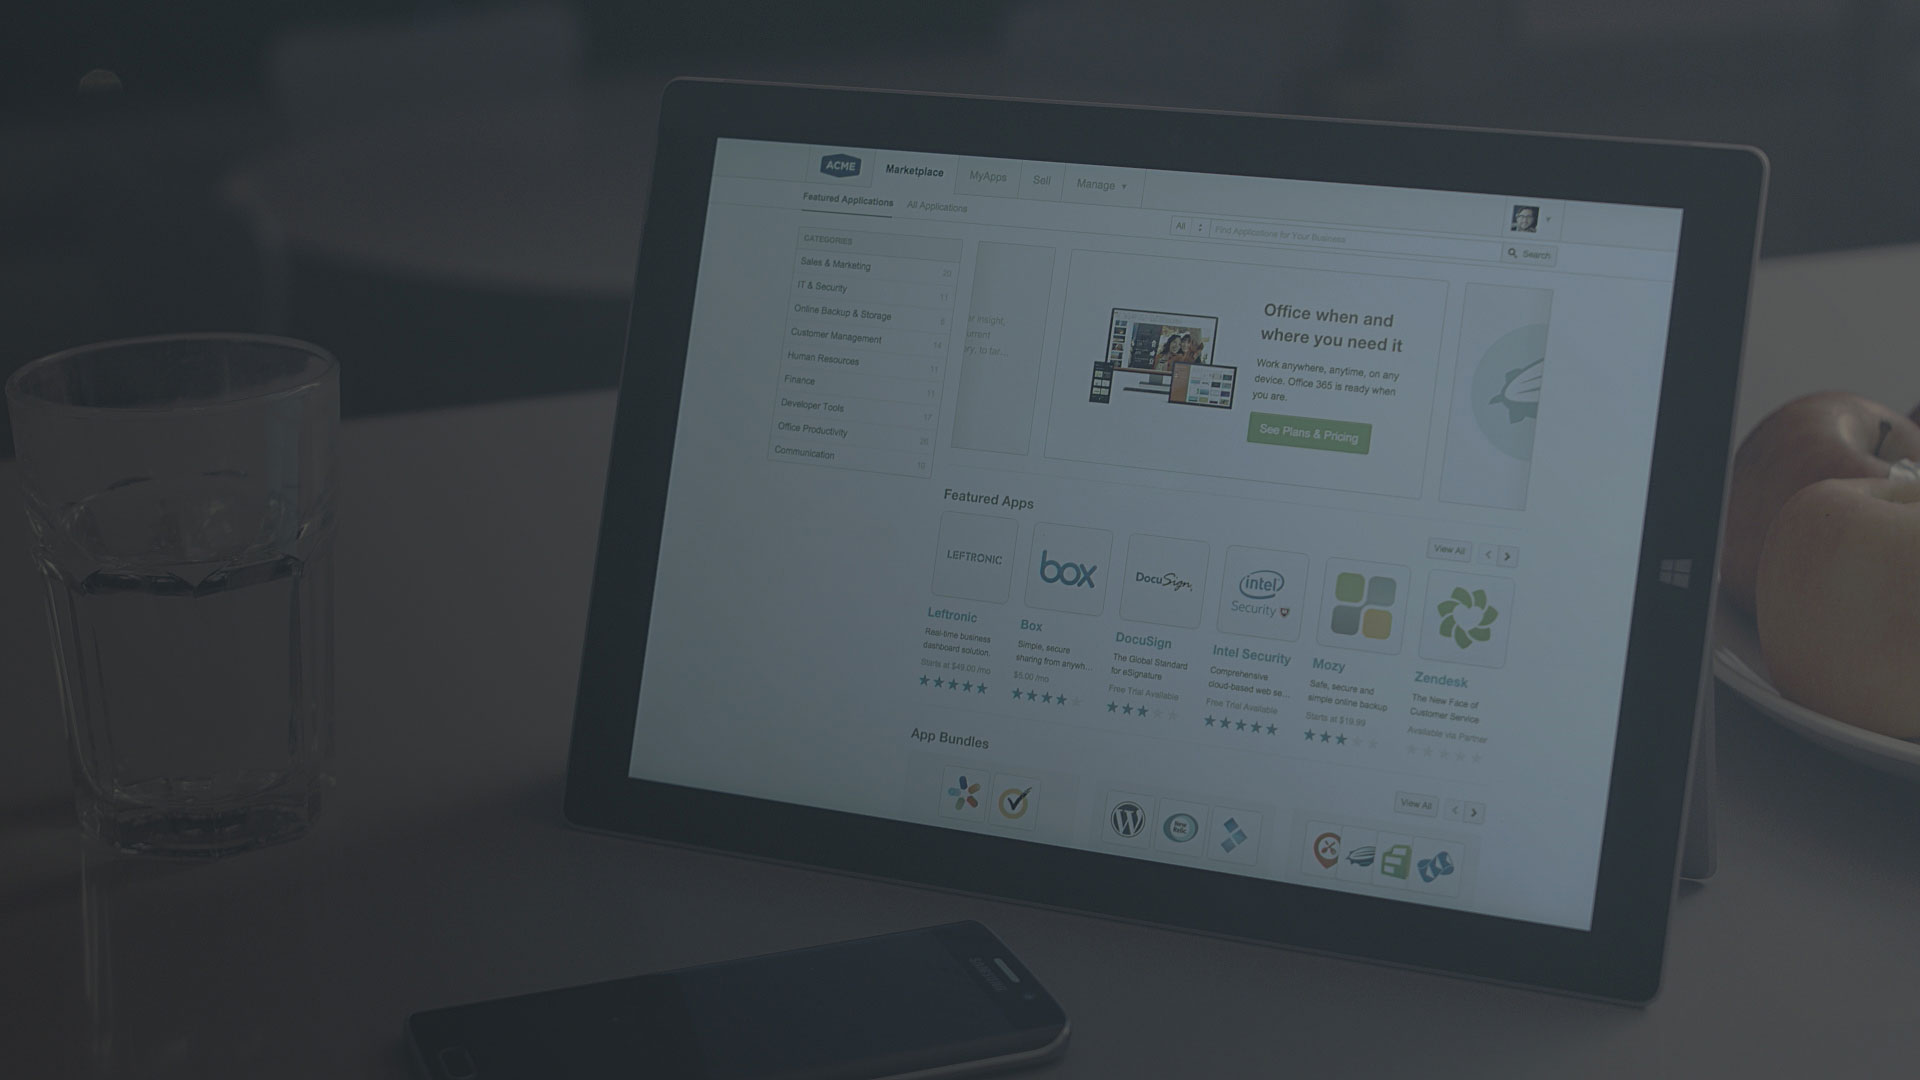 ACME
Marketplace
MyApps
Sell
Manage
Featured Applications
All Applications
All
Find Applications for Your Business
Search
CATEGORIES
Sales & Marketing 20
IT & Security 11
Online Backup & Storage 6
Customer Management 14
Human Resources 11
Finance 11
Developer Tools 17
Office Productivity 26
Communication 10
insight,
Office when and
where you need it
Work anywhere, anytime, on any
device. Office 365 is ready when
you are.
See Plans & Pricing
Featured Apps
View All
LEFTRONIC
Leftronic
Real-time business
dashboard solution.
Starts at $49.00 /mo
box
Box
Simple, secure
sharing from anywh...
$5.00 /mo
DocuSign
DocuSign
The Global Standard
for eSignature
Free Trial Available
intel
Security
Intel Security
Comprehensive
cloud-based web se...
Free Trial Available
Mozy
Safe, secure and
simple online backup
Starts at $19.99
Zendesk
The New Face of
Customer Service
Available via Partner
App Bundles
View All
New
Relic
SAMSUNG